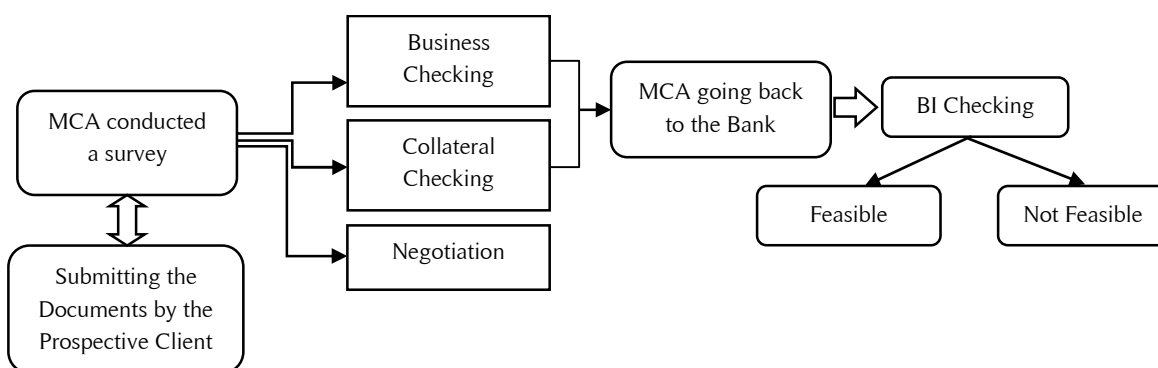 MCA conducted
a survey
Submitting the
Documents by the
Prospective Client
Business
Checking
Collateral
Checking
Negotiation
MCA going back
to the Bank
BI Checking
Feasible
Not Feasible